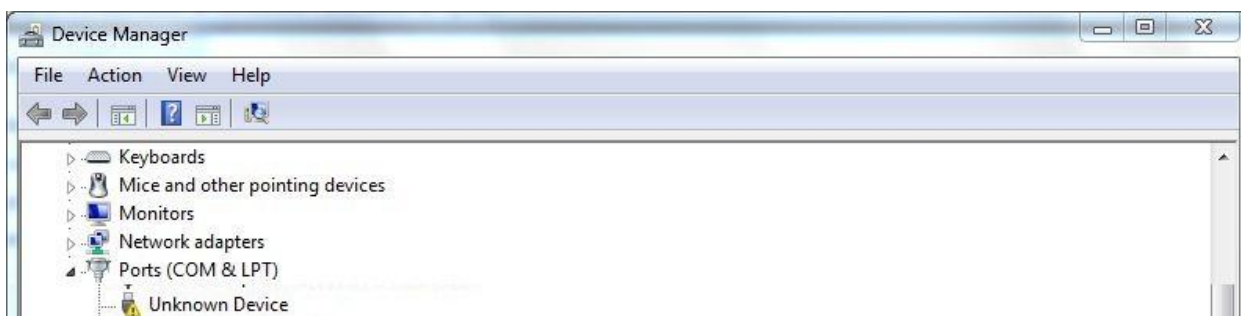 Device Manager
File Action View Help
Keyboards
Mice and other pointing devices
Monitors
Network adapters
Ports (COM & LPT)
Unknown Device